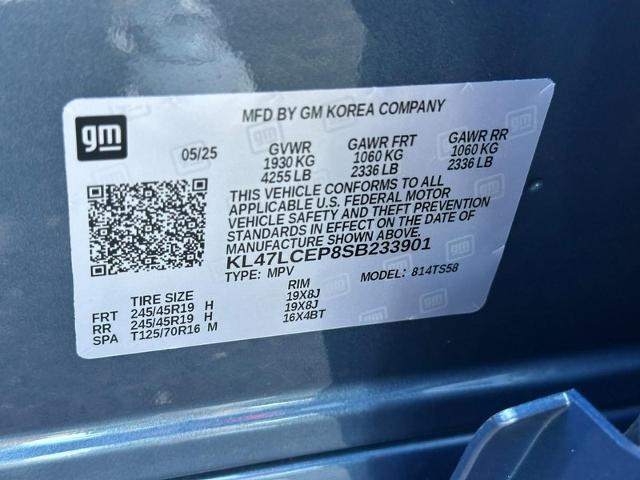 MFD BY GM KOREA COMPANY
gm
05/25
GVWR GAWR FRT GAWR RR
1930 KG 1060 KG 1060 KG
4255 LB 2336 LB 2336 LB
THIS VEHICLE CONFORMS TO ALL
APPLICABLE U.S. FEDERAL MOTOR
VEHICLE SAFETY AND THEFT PREVENTION
STANDARDS IN EFFECT ON THE DATE OF
MANUFACTURE SHOWN ABOVE.
KL47LCEP8SB233901
TYPE: MPV MODEL: 814TS58
TIRE SIZE RIM
FRT 245/45R19 H 19X8J
RR 245/45R19 H 19X8J
SPA T125/70R16 M 16X4BT